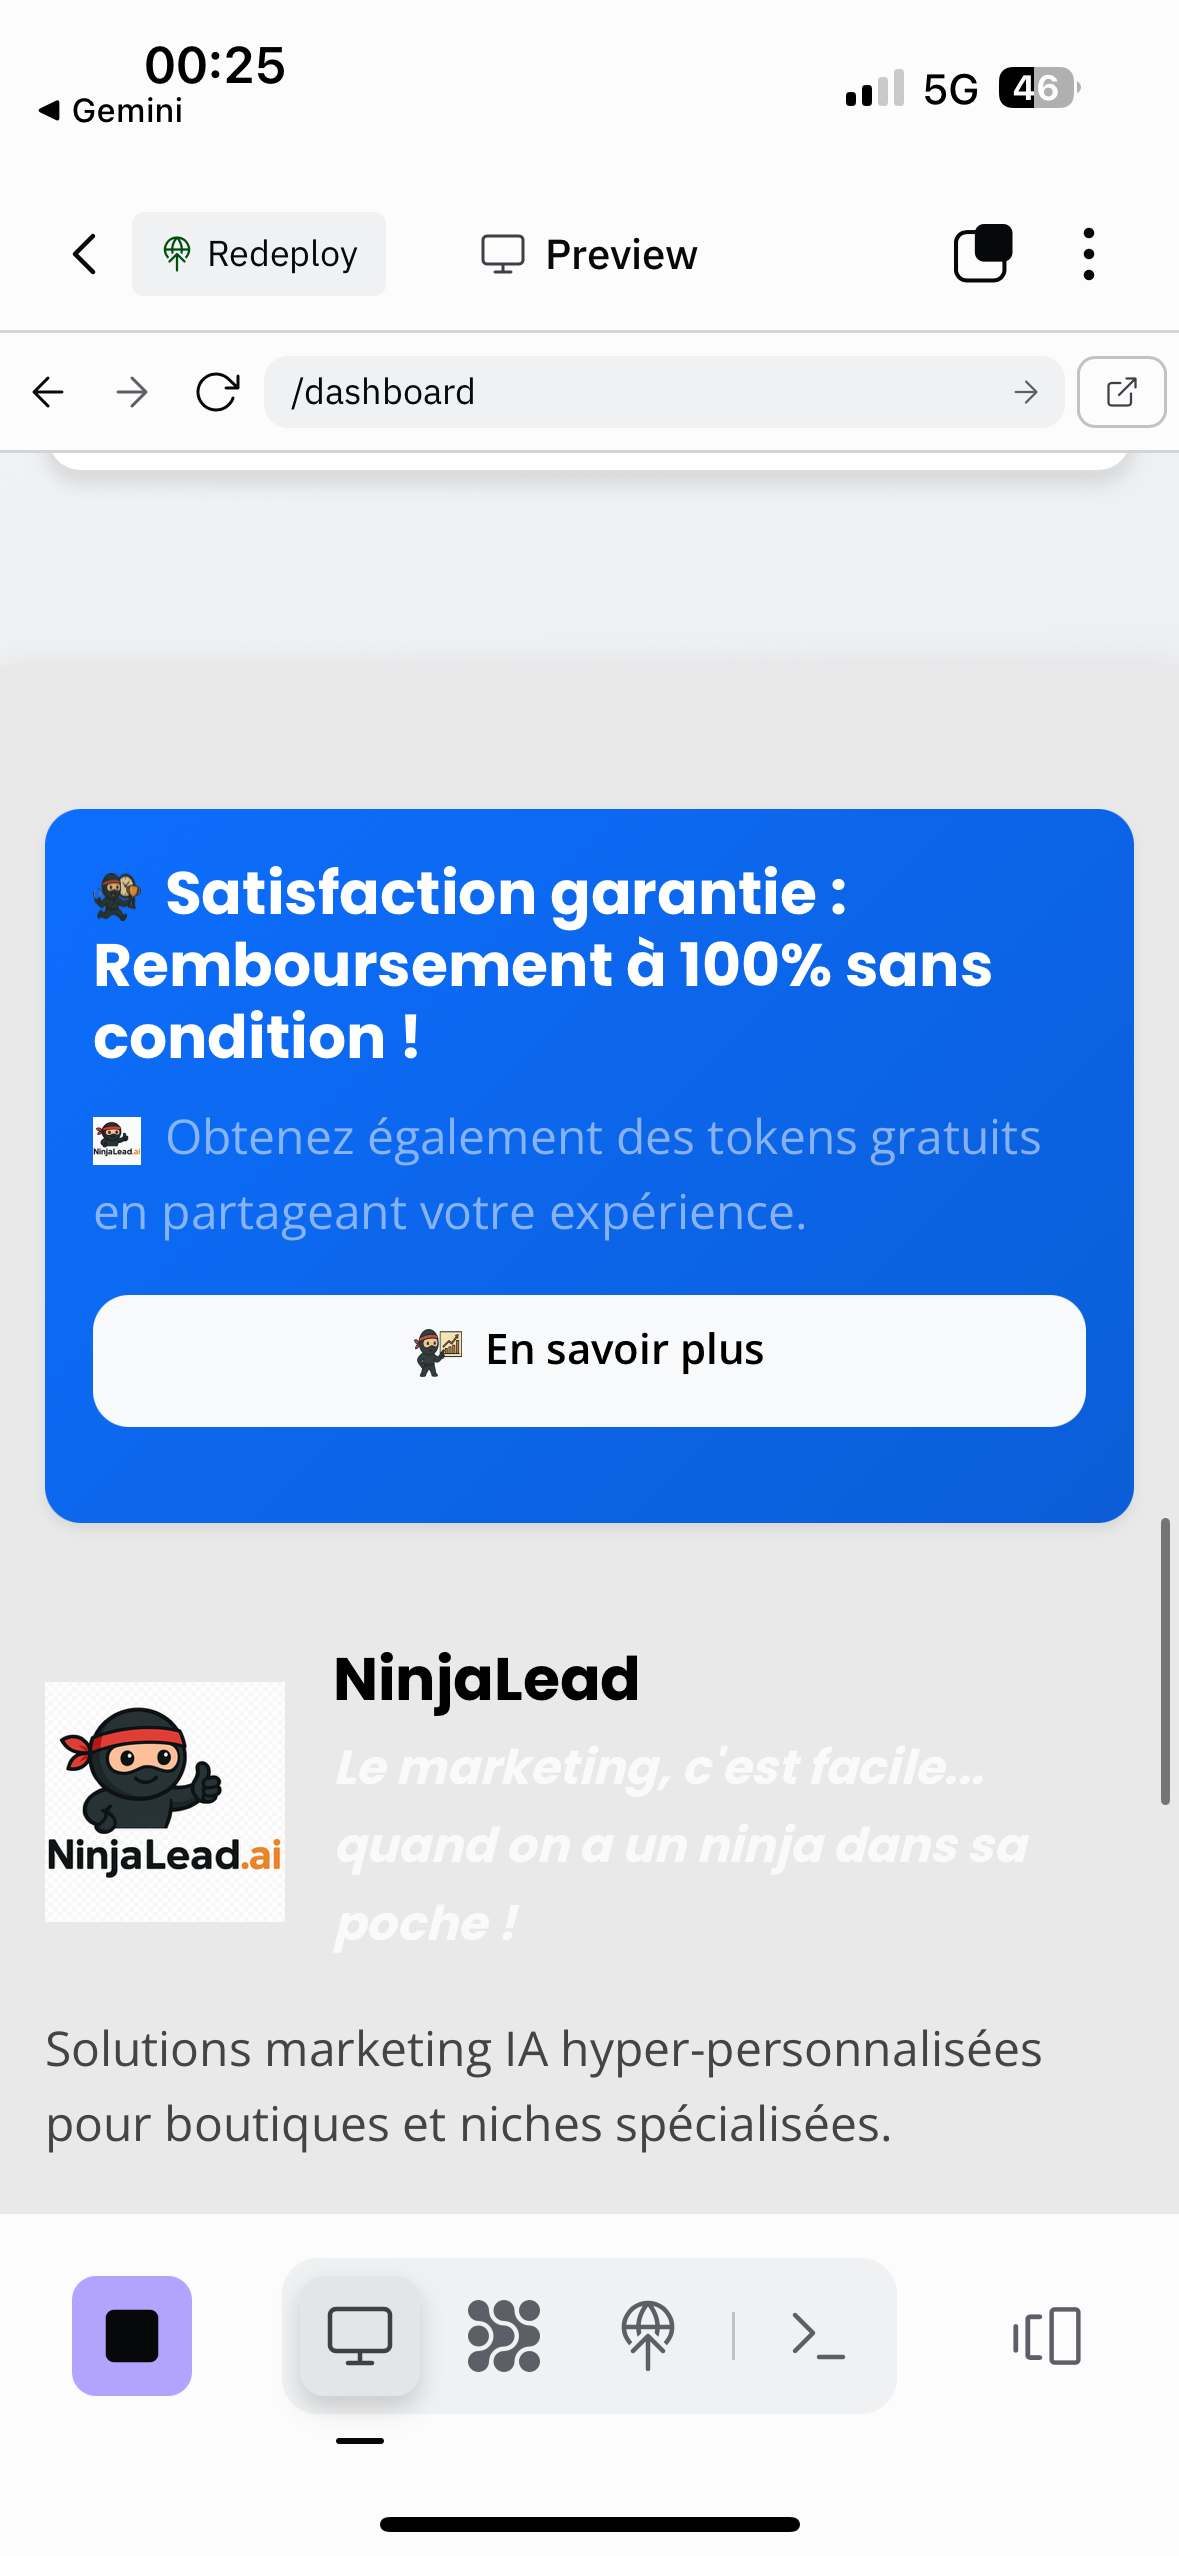 00:25
Gemini
5G
46
Redeploy
Preview
/dashboard
Satisfaction garantie :
Remboursement à 100% sans
condition !
NinjaLead.ai
Obtenez également des tokens gratuits
en partageant votre expérience.
En savoir plus
NinjaLead
Le marketing, c'est facile...
quand on a un ninja dans sa
poche !
NinjaLead.ai
Solutions marketing IA hyper-personnalisées
pour boutiques et niches spécialisées.